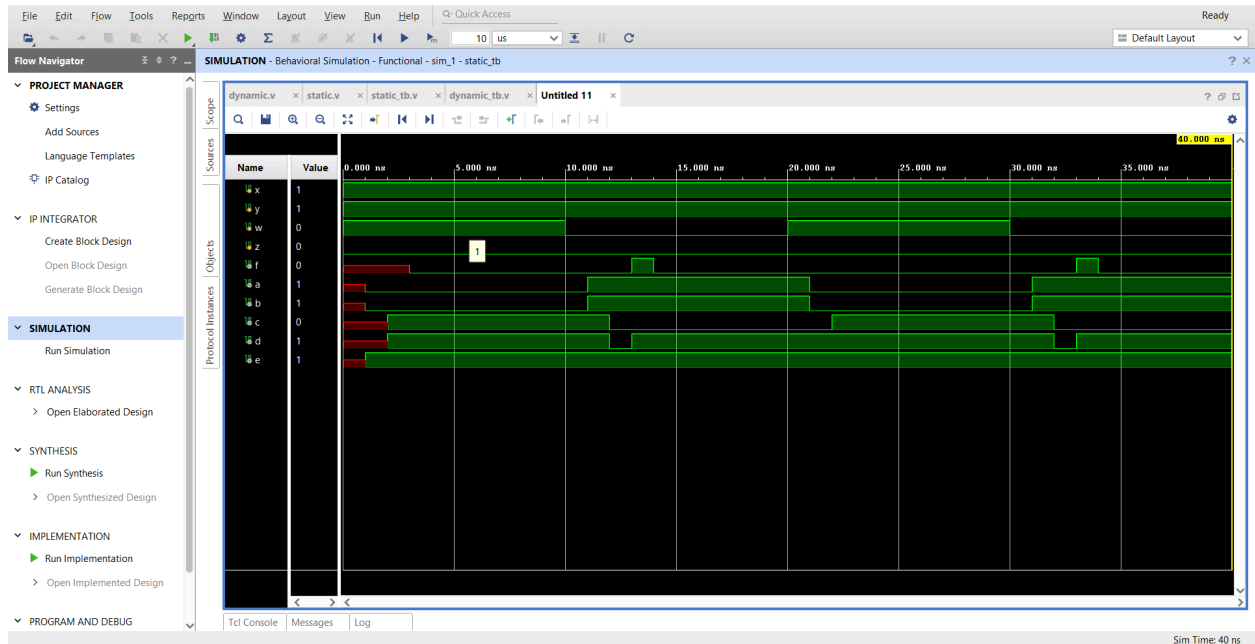 File Edit Flow Tools Reports Window Layout View Run Help Q- Quick Access Ready
10 us Default Layout
Flow Navigator ? SIMULATION - Behavioral Simulation - Functional - sim_1 - static_tb ? ×
PROJECT MANAGER
Settings
Add Sources
Language Templates
IP Catalog
IP INTEGRATOR
Create Block Design
Open Block Design
Generate Block Design
SIMULATION
Run Simulation
RTL ANALYSIS
Open Elaborated Design
SYNTHESIS
Run Synthesis
Open Synthesized Design
IMPLEMENTATION
Run Implementation
Open Implemented Design
PROGRAM AND DEBUG
Scope
Sources
Objects
Protocol Instances
dynamic.v × static.v × static_tb.v × dynamic_tb.v × Untitled 11 × ?
40.000 ns
Name Value 0.000 ns 5.000 ns 10.000 ns 15.000 ns 20.000 ns 25.000 ns 30.000 ns 35.000 ns
x 1
y 1
w 0
z 0
1
f 0
a 1
b 1
c 0
d 1
e 1
Tcl Console Messages Log
Sim Time: 40 ns